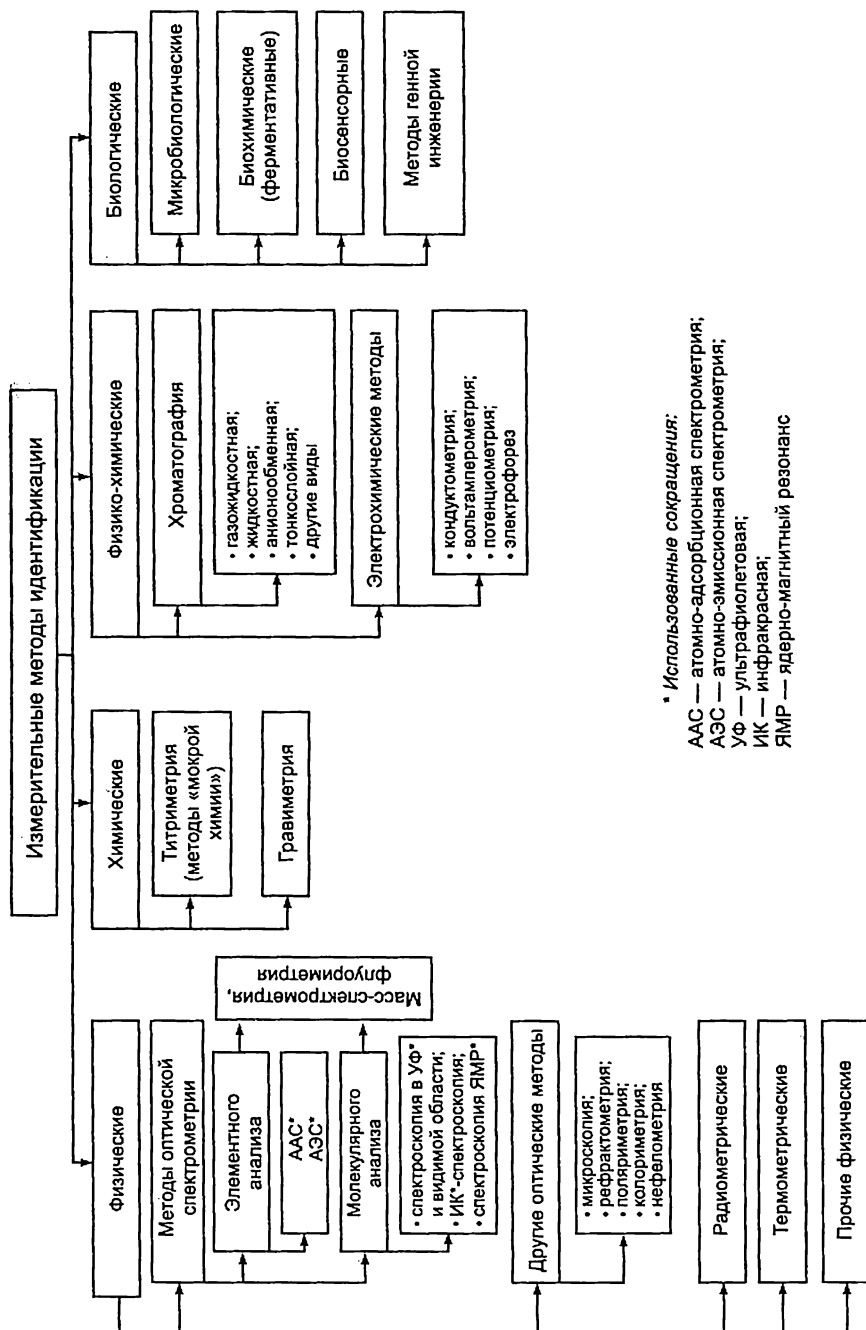 Измерительные методы идентификации
Физические
Методы оптической
спектрометрии
Элементного
анализа
ААС*
АЭС*
Молекулярного
анализа
• спектроскопия в УФ*
и видимой области;
• ИК*-спектроскопия;
• спектроскопия ЯМР*
Масс-спектрометрия,
флуориметрия
Другие оптические методы
• микроскопия;
• рефрактометрия;
• поляриметрия;
• колориметрия;
• нефелометрия
Радиометрические
Термометрические
Прочие физические
Химические
Титриметрия
(методы «мокрой
химии»)
Гравиметрия
Физико-химические
Хроматография
• газожидкостная;
• жидкостная;
• анионообменная;
• тонкослойная;
• другие виды
Электрохимические методы
• кондуктометрия;
• вольтамперометрия;
• потенциометрия;
• электрофорез
Биологические
Микробиологические
Биохимические
(ферментативные)
Биосенсорные
Методы генной
инженерии
* Использованные сокращения:
ААС — атомно-адсорбционная спектрометрия;
АЭС — атомно-эмиссионная спектрометрия;
УФ — ультрафиолетовая;
ИК — инфракрасная;
ЯМР — ядерно-магнитный резонанс